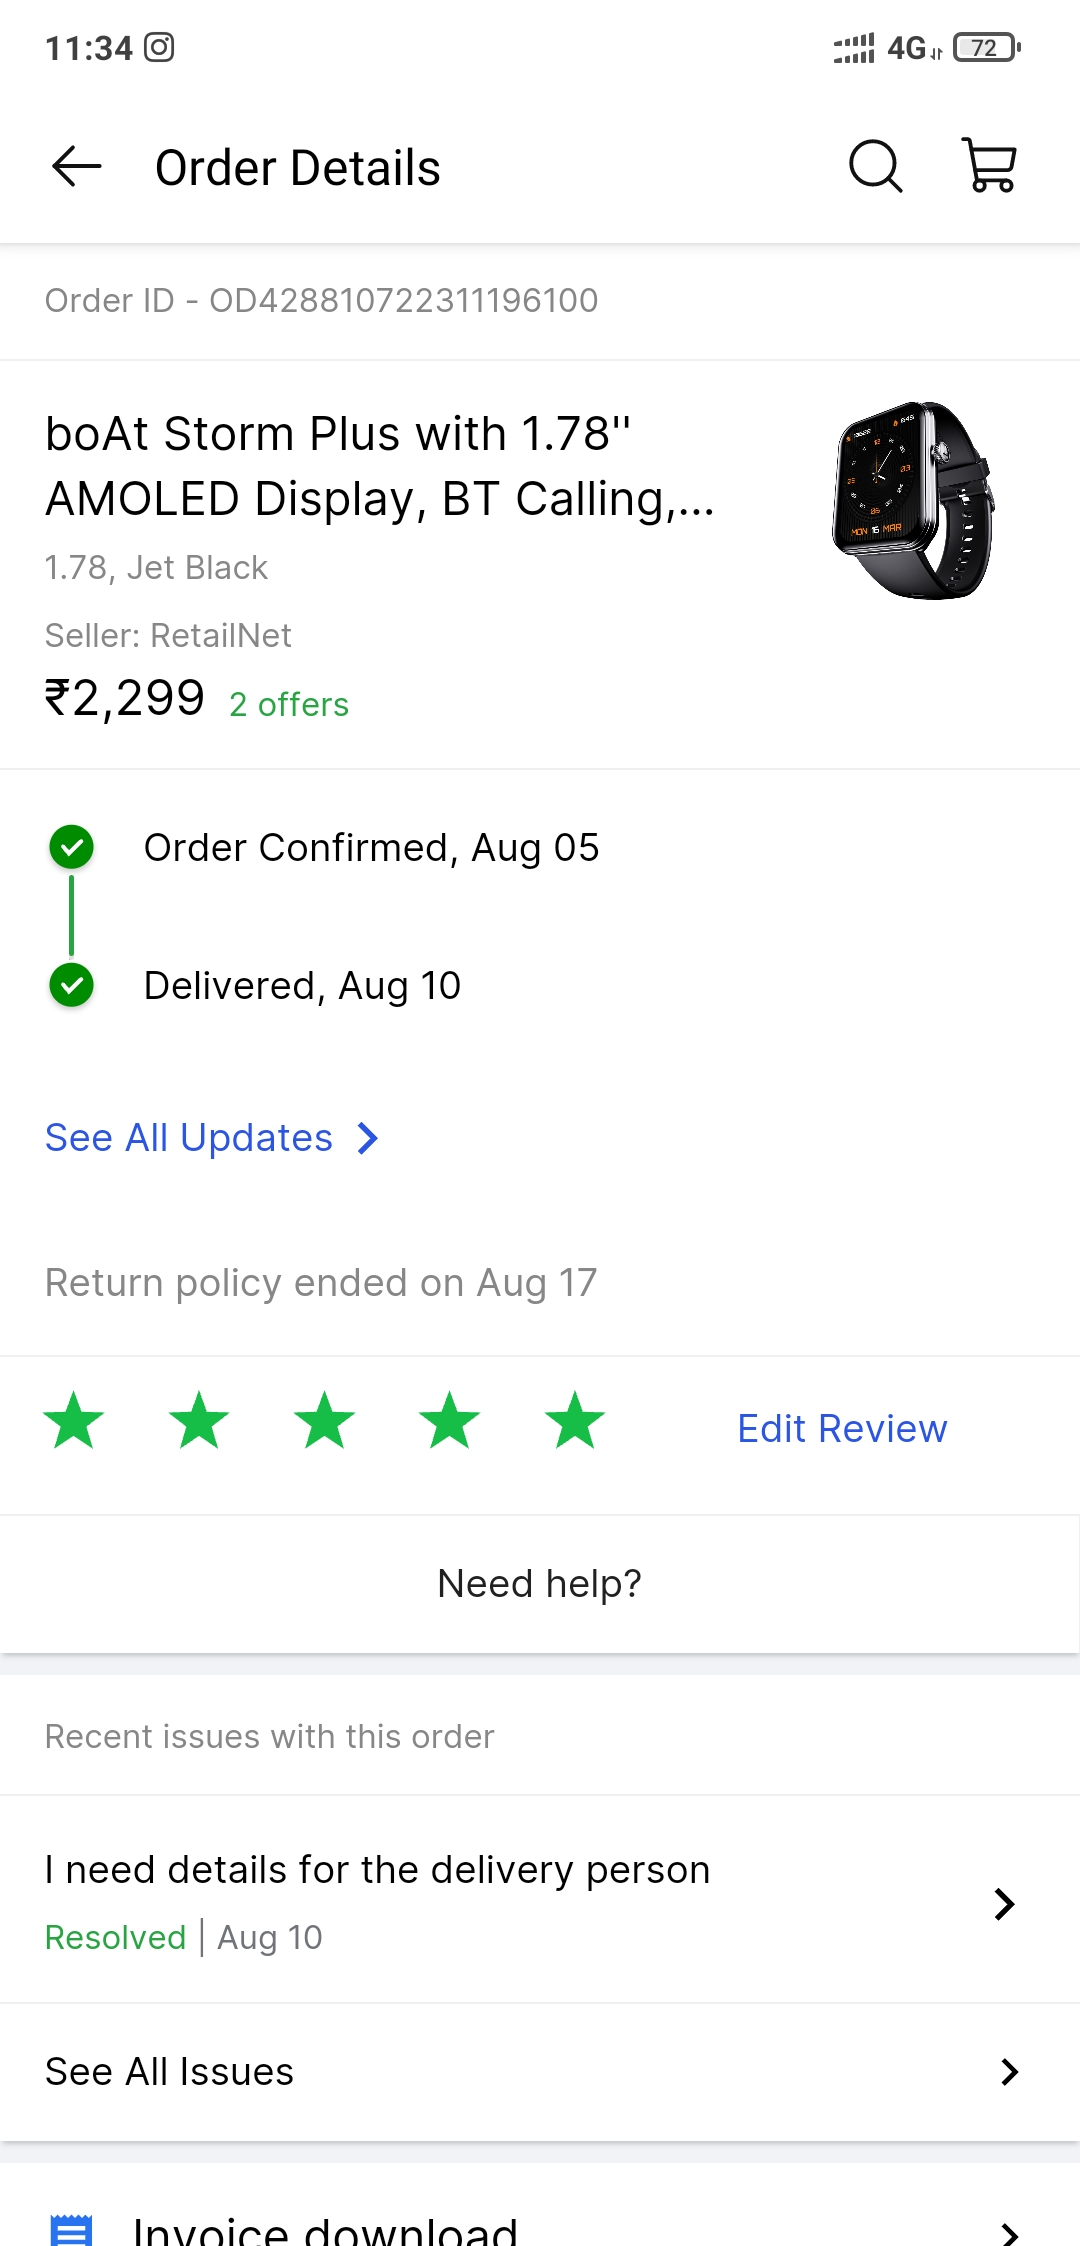 11:34
4G 72
Order Details
Order ID - OD428810722311196100
boAt Storm Plus with 1.78"
AMOLED Display, BT Calling,...
1.78, Jet Black
Seller: RetailNet
₹2,299 2 offers
Order Confirmed, Aug 05
Delivered, Aug 10
See All Updates
Return policy ended on Aug 17
Edit Review
Need help?
Recent issues with this order
I need details for the delivery person
Resolved | Aug 10
See All Issues
Invoice download